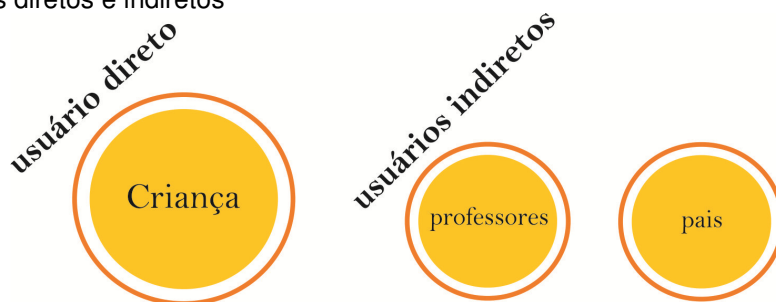 s diretos e indiretos
usuário direto
Criança
usuários indiretos
professores
pais